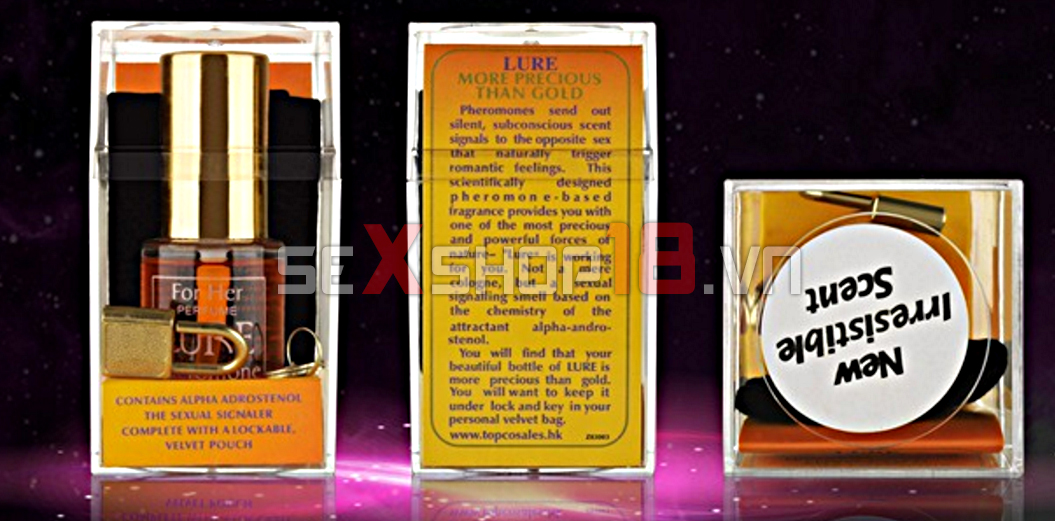 For Her
PERFUME
LURE
CONTAINS ALPHA ADROSTENOL
THE SEXUAL SIGNALER
COMPLETE WITH A LOCKABLE,
VELVET POUCH
LURE
MORE PRECIOUS
THAN GOLD
Pheromones send out
silent, subconscious scent
signals to the opposite sex
that naturally trigger
romantic feelings. This
scientifically designed
pheromone-based
fragrance provides you with
one of the most precious
and powerful forces of
nature- "Lure" is working
for you. Not a mere
cologne, but a sexual
signalling smell based on
the chemistry of the
attractant alpha-andro-
stenol.
You will find that your
beautiful bottle of LURE is
more precious than gold.
You will want to keep it
under lock and key in your
personal velvet bag.
www.topcosales.hk
New
Irresistible
Scent
seXshop18.vn